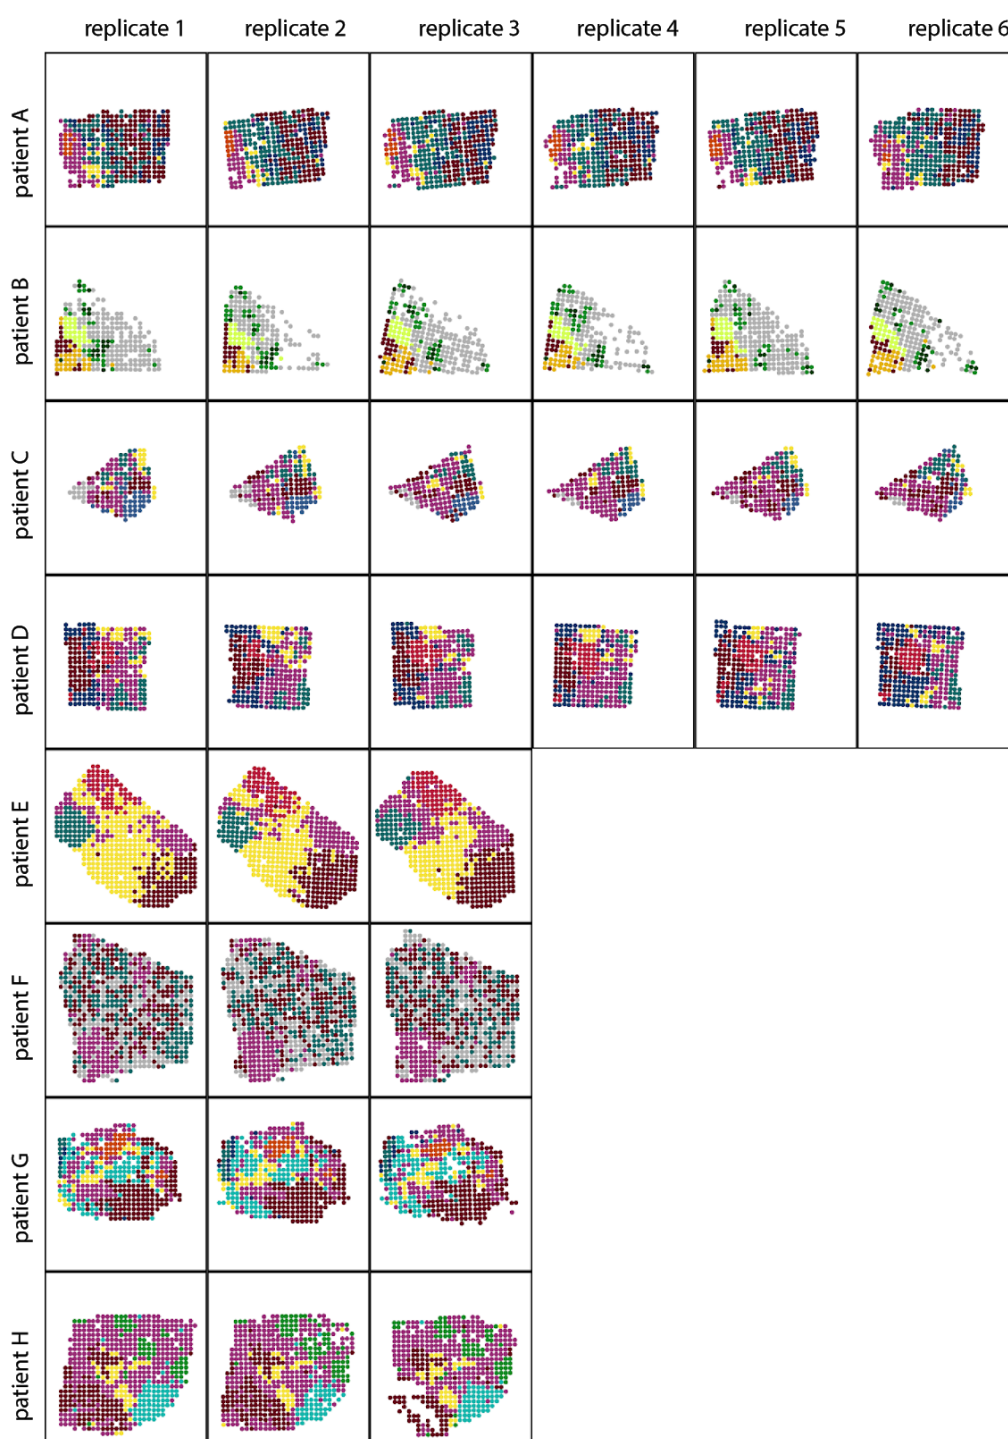 replicate 1 replicate 2 replicate 3 replicate 4 replicate 5 replicate 6
patient A
patient B
patient C
patient D
patient E
patient F
patient G
patient H